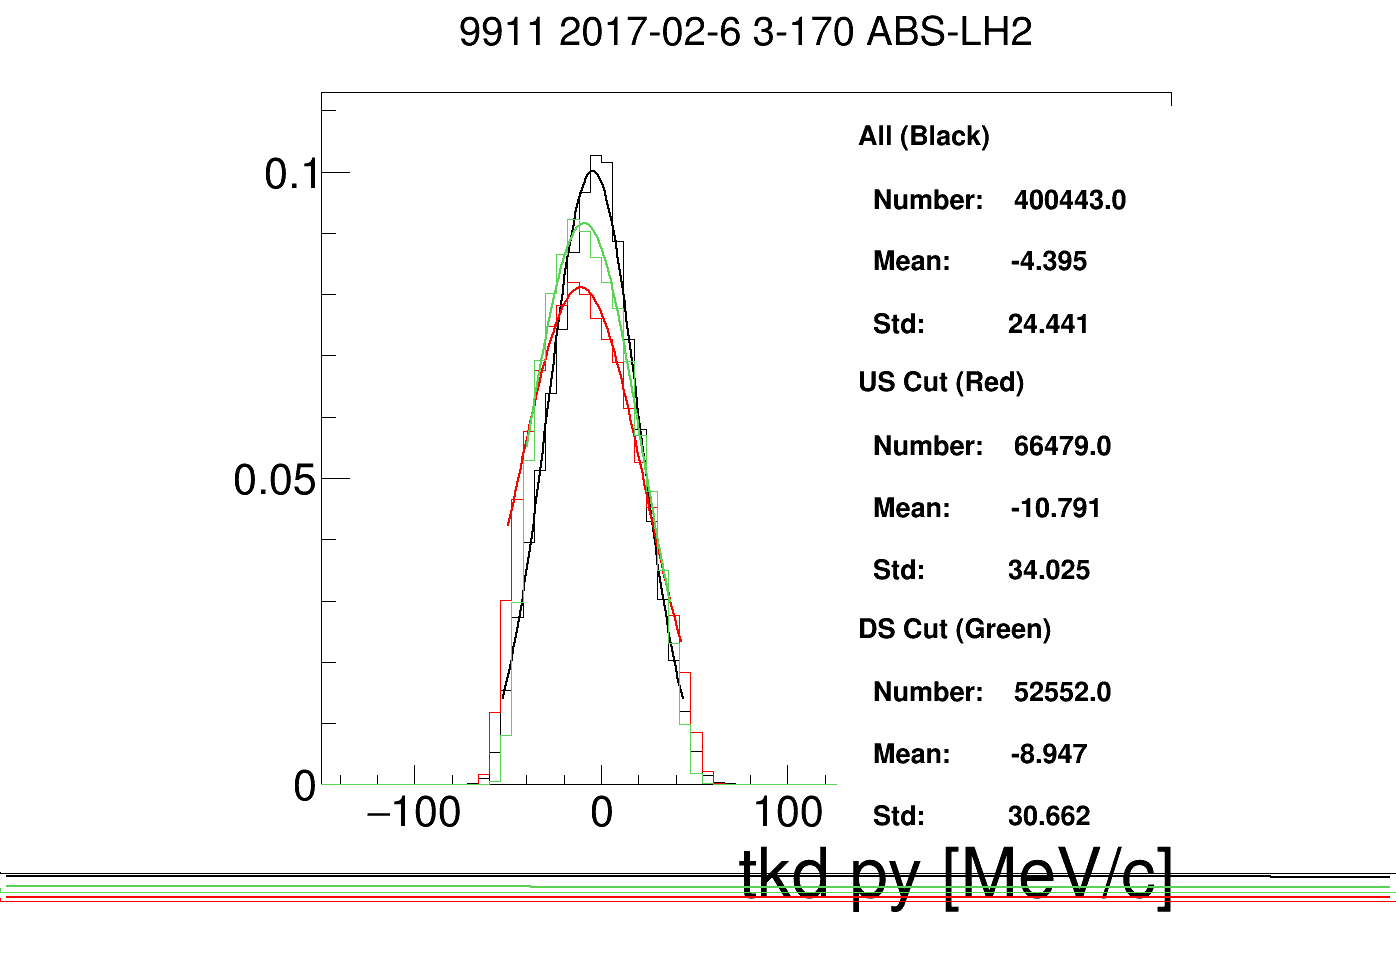 9911 2017-02-6 3-170 ABS-LH2
All (Black)
0.1
Number: 400443.0
Mean: -4.395
Std: 24.441
US Cut (Red)
Number: 66479.0
0.05
Mean: -10.791
Std: 34.025
DS Cut (Green)
Number: 52552.0
Mean: -8.947
0
−100 0 100
Std: 30.662
tkd py [MeV/c]